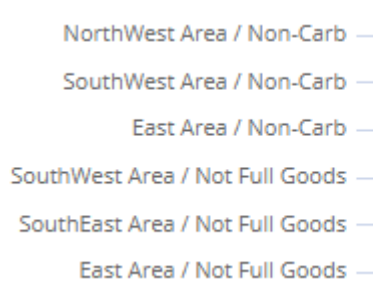 NorthWest Area / Non-Carb
SouthWest Area / Non-Carb
East Area / Non-Carb
SouthWest Area / Not Full Goods
SouthEast Area / Not Full Goods
East Area / Not Full Goods